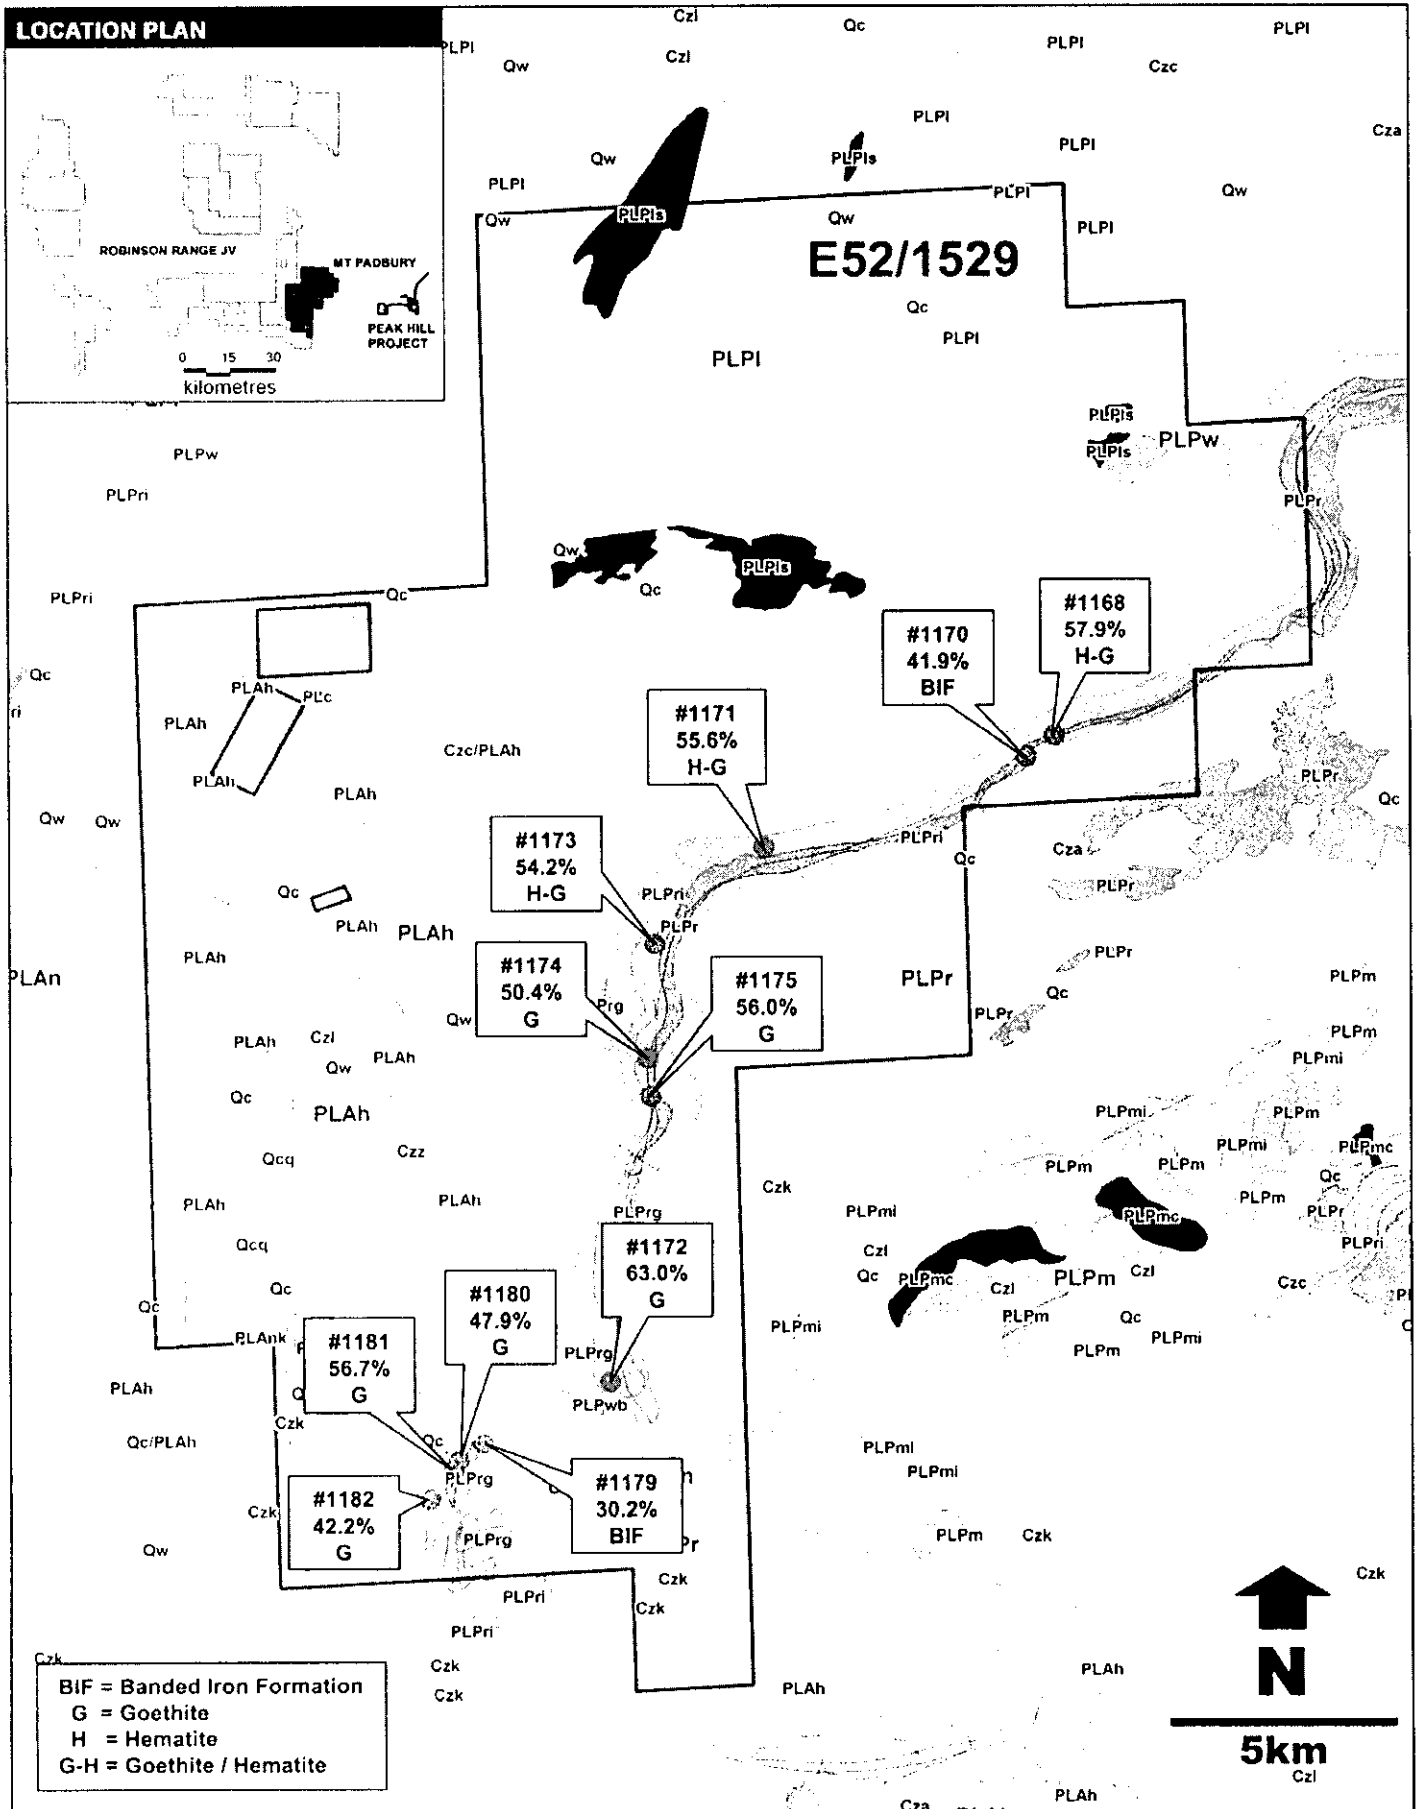 LOCATION PLAN
ROBINSON RANGE JV
MT PADBURY
PEAK HILL
PROJECT
0 15 30
kilometres
Czl
Qc
PLPl
PLPl
PLPl
Qw
Czl
Czc
PLPl
Cza
Qw
PLPls
PLPl
PLPl
PLPl
Qw
Qw
PLPls
Qw
PLPl
E52/1529
Qc
PLPl
PLPl
PLPls
PLPw
PLPls
PLPw
PLPri
PLPr
Qw
PLPls
Qc
Qc
PLPri
#1168
57.9%
H-G
#1170
41.9%
BIF
Qc
ri
PLAh
PLc
PLAh
#1171
55.6%
H-G
Czc/PLAh
PLAh
PLAh
PLPr
Qc
Qw
Qw
#1173
54.2%
H-G
PLPri
Qc
Cza
PLPr
Qc
PLPri
PLAh
PLAh
PLPr
PLAh
PLPr
PLAn
#1174
50.4%
G
Prg
#1175
56.0%
G
PLPr
PLPm
Qc
PLPr
Qw
PLAh
Czl
PLAh
Qw
PLPm
PLPmi
Qc
PLAh
PLPmi
PLPm
PLPmi
PLPmc
Qcq
Czz
PLPm
PLPm
Qc
Czk
PLAh
PLAh
PLPm
PLPrg
PLPmi
PLPmc
PLPr
Qcq
#1172
63.0%
G
Czl
PLPri
Qc
Qc
PLPmc
Czl
PLPm
Czl
Czc
Qc
#1180
47.9%
G
PLPm
Qc
PLAnk
#1181
56.7%
G
PLPmi
PLPmi
PLPrg
PLPm
PLAh
PLPwb
Czk
Qc/PLAh
Qc
PLPmi
PLPrg
PLPmi
#1182
42.2%
G
#1179
30.2%
BIF
Czk
PLPrg
Pr
PLPm
Czk
Qw
Czk
Czk
PLPri
Czk
PLPri
Czk
Czk
Czk
PLAh
PLAh
BIF = Banded Iron Formation
G = Goethite
H = Hematite
G-H = Goethite / Hematite
N
5km
Czl
PLAh
Cza